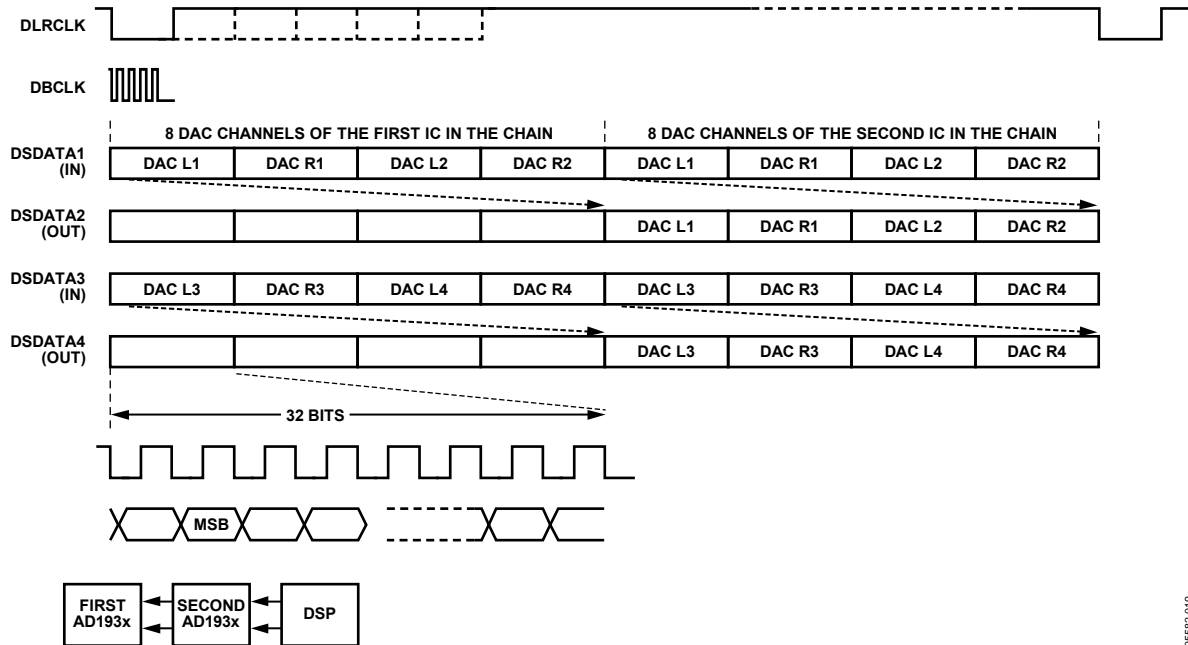 DLRCLK
DBCLK
8 DAC CHANNELS OF THE FIRST IC IN THE CHAIN 8 DAC CHANNELS OF THE SECOND IC IN THE CHAIN
DSDATA1
(IN)
DAC L1 DAC R1 DAC L2 DAC R2 DAC L1 DAC R1 DAC L2 DAC R2
DSDATA2
(OUT)
DAC L1 DAC R1 DAC L2 DAC R2
DSDATA3
(IN)
DAC L3 DAC R3 DAC L4 DAC R4 DAC L3 DAC R3 DAC L4 DAC R4
DSDATA4
(OUT)
DAC L3 DAC R3 DAC L4 DAC R4
32 BITS
MSB
FIRST
AD193x
SECOND
AD193x
DSP